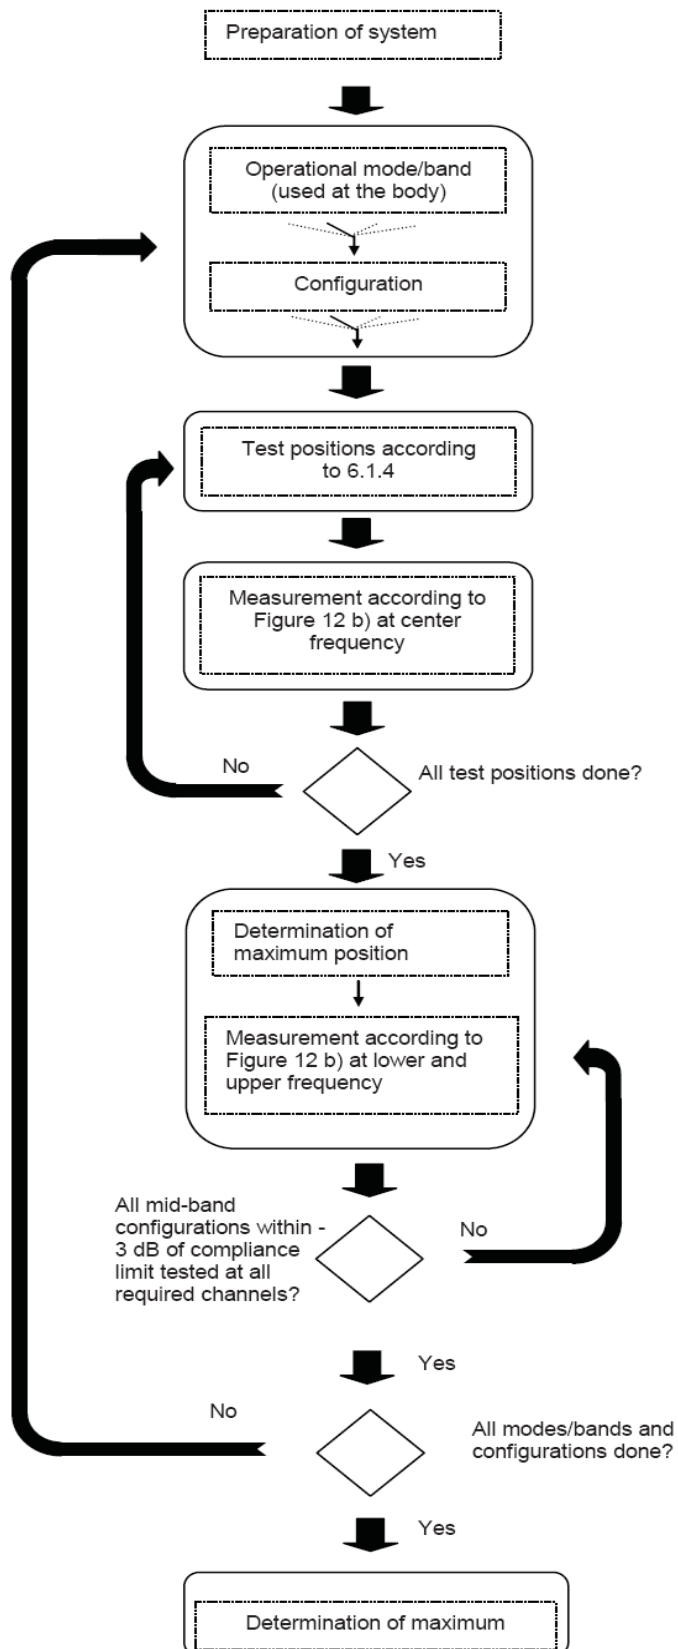 Preparation of system
Operational mode/band
(used at the body)
Configuration
Test positions according
to 6.1.4
Measurement according to
Figure 12 b) at center
frequency
No
All test positions done?
Yes
Determination of
maximum position
Measurement according to
Figure 12 b) at lower and
upper frequency
All mid-band
configurations within -
3 dB of compliance
limit tested at all
required channels?
No
Yes
No
All modes/bands and
configurations done?
Yes
Determination of maximum